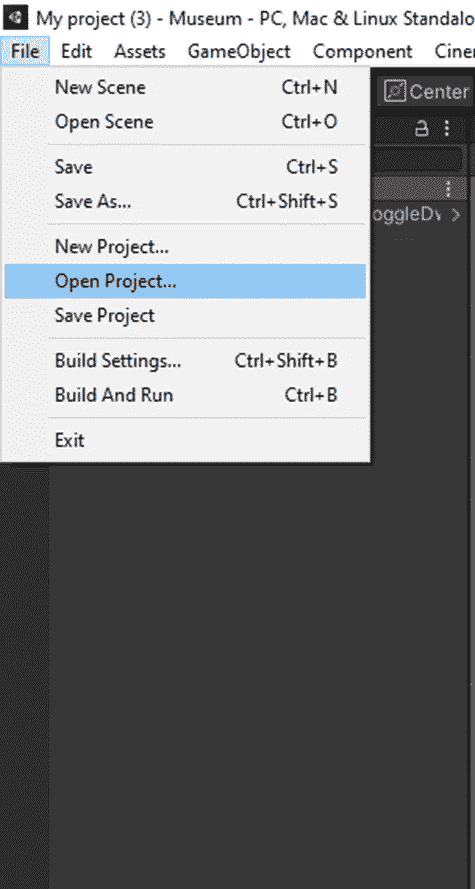 My project (3) - Museum - PC, Mac & Linux Standalo
File Edit Assets GameObject Component Cinem
New Scene Ctrl+N
Center
Open Scene Ctrl+O
Save Ctrl+S
Save As... Ctrl+Shift+S
oggleDv
New Project...
Open Project...
Save Project
Build Settings... Ctrl+Shift+B
Build And Run Ctrl+B
Exit